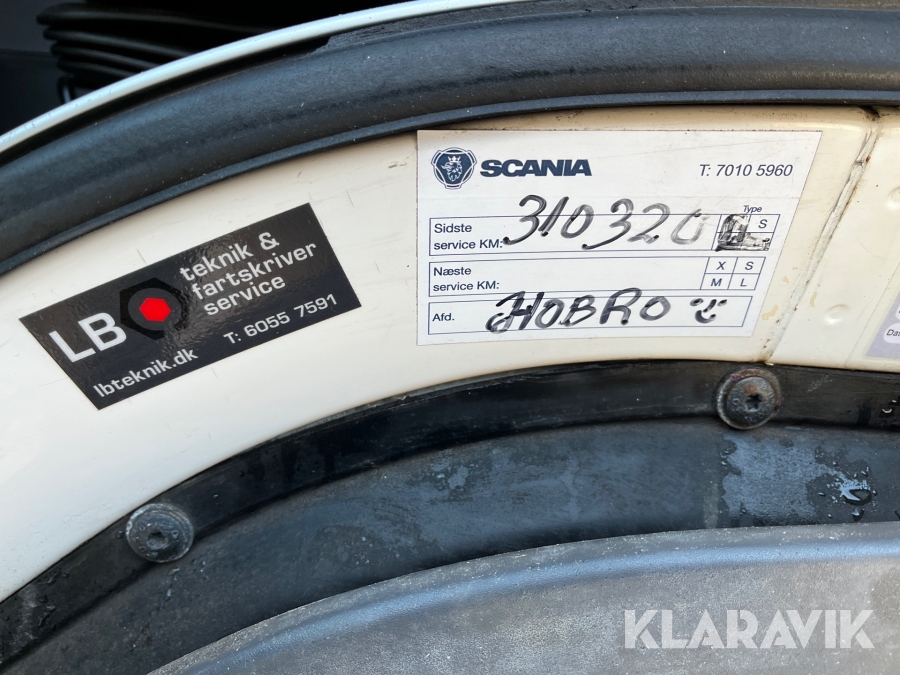 SCANIA
T: 7010 5960
Type
Sidste
service KM: 310320
S
Næste
service KM:
X S
M L
Afd. HOBRO
LB
teknik &
fartskriver
service
lbteknik.dk T: 6055 7591
KLARAVIK